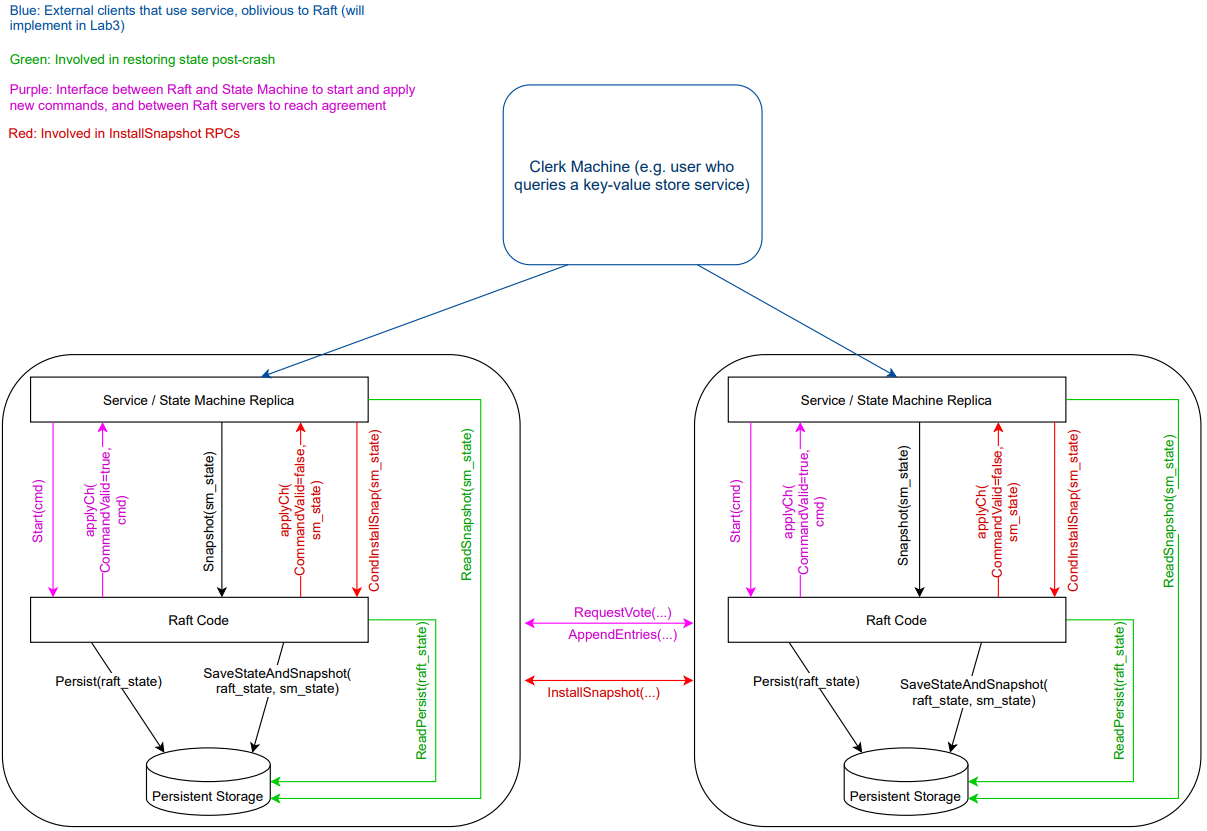 Blue: External clients that use service, oblivious to Raft (will
implement in Lab3)
Green: Involved in restoring state post-crash
Purple: Interface between Raft and State Machine to start and apply
new commands, and between Raft servers to reach agreement
Red: Involved in InstallSnapshot RPCs
Clerk Machine (e.g. user who
queries a key-value store service)
Service / State Machine Replica
Start(cmd)
applyCh(
CommandValid=true,
cmd)
Snapshot(sm_state)
applyCh(
CommandValid=false,
sm_state)
CondInstallSnap(sm_state)
ReadSnapshot(sm_state)
Raft Code
Persist(raft_state)
SaveStateAndSnapshot(
raft_state, sm_state)
ReadPersist(raft_state)
Persistent Storage
RequestVote(...)
AppendEntries(...)
InstallSnapshot(...)
Service / State Machine Replica
Start(cmd)
applyCh(
CommandValid=true,
cmd)
Snapshot(sm_state)
applyCh(
CommandValid=false,
sm_state)
CondInstallSnap(sm_state)
ReadSnapshot(sm_state)
Raft Code
Persist(raft_state)
SaveStateAndSnapshot(
raft_state, sm_state)
ReadPersist(raft_state)
Persistent Storage